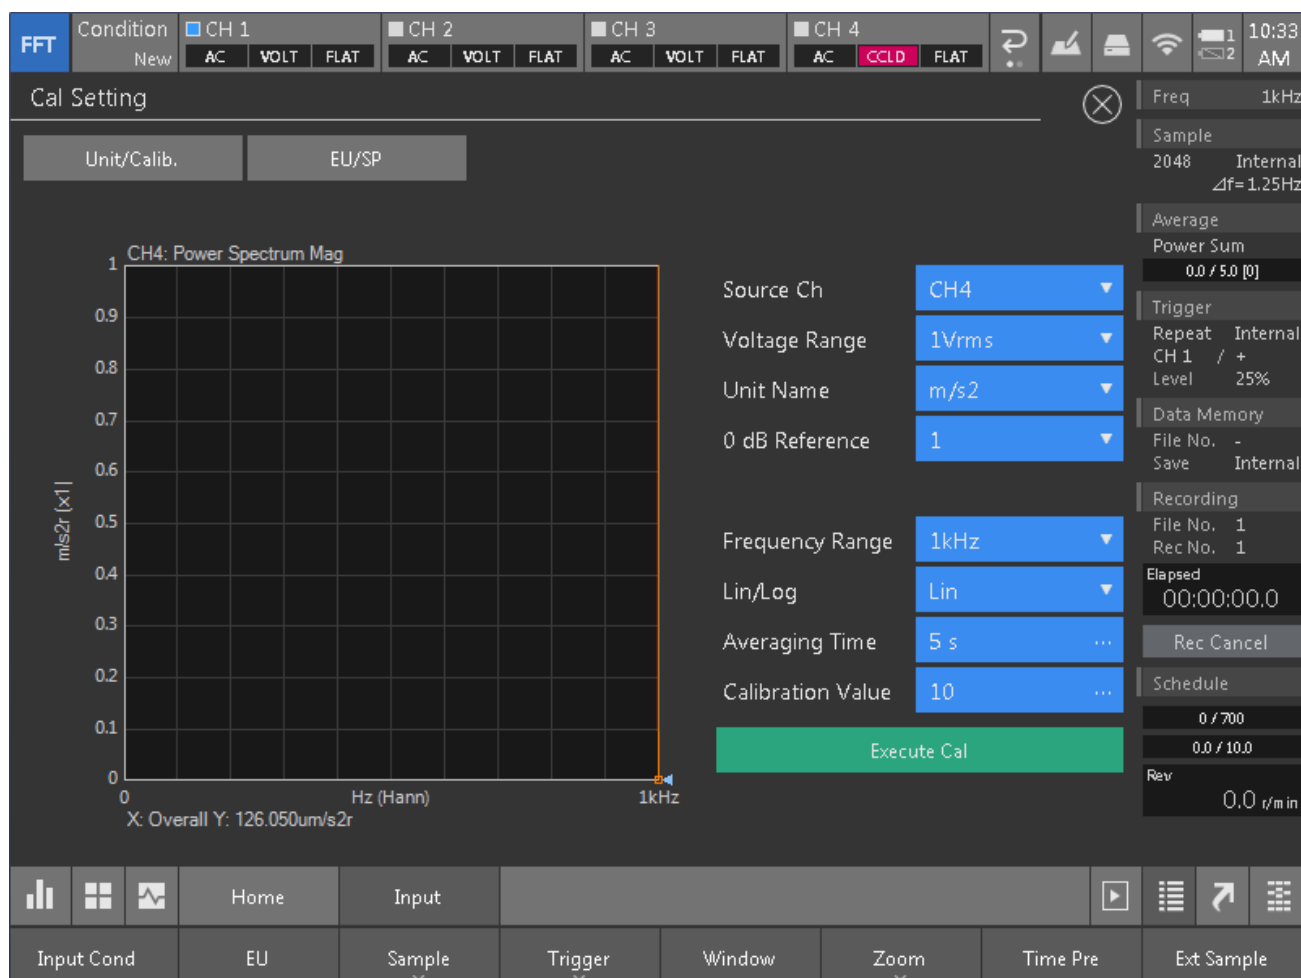 FFT
Condition
New
CH 1
AC VOLT FLAT
CH 2
AC VOLT FLAT
CH 3
AC VOLT FLAT
CH 4
AC CCLD FLAT
1
2
10:33
AM
Cal Setting
Unit/Calib. EU/SP
CH4: Power Spectrum Mag
1
0.9
0.8
0.7
0.6
0.5
0.4
0.3
0.2
0.1
0
m/s2r (x1)
0 Hz (Hann) 1kHz
X: Overall Y: 126.050um/s2r
Source Ch CH4
Voltage Range 1Vrms
Unit Name m/s2
0 dB Reference 1
Frequency Range 1kHz
Lin/Log Lin
Averaging Time 5 s ...
Calibration Value 10 ...
Execute Cal
Freq 1kHz
Sample
2048 Internal
⊿f=1.25Hz
Average
Power Sum
0.0 / 5.0 [0]
Trigger
Repeat Internal
CH 1 / +
Level 25%
Data Memory
File No. -
Save Internal
Recording
File No. 1
Rec No. 1
Elapsed
00:00:00.0
Rec Cancel
Schedule
0 / 700
0.0 / 10.0
Rev
0.0 r/min
Home Input
Input Cond EU Sample Trigger Window Zoom Time Pre Ext Sample